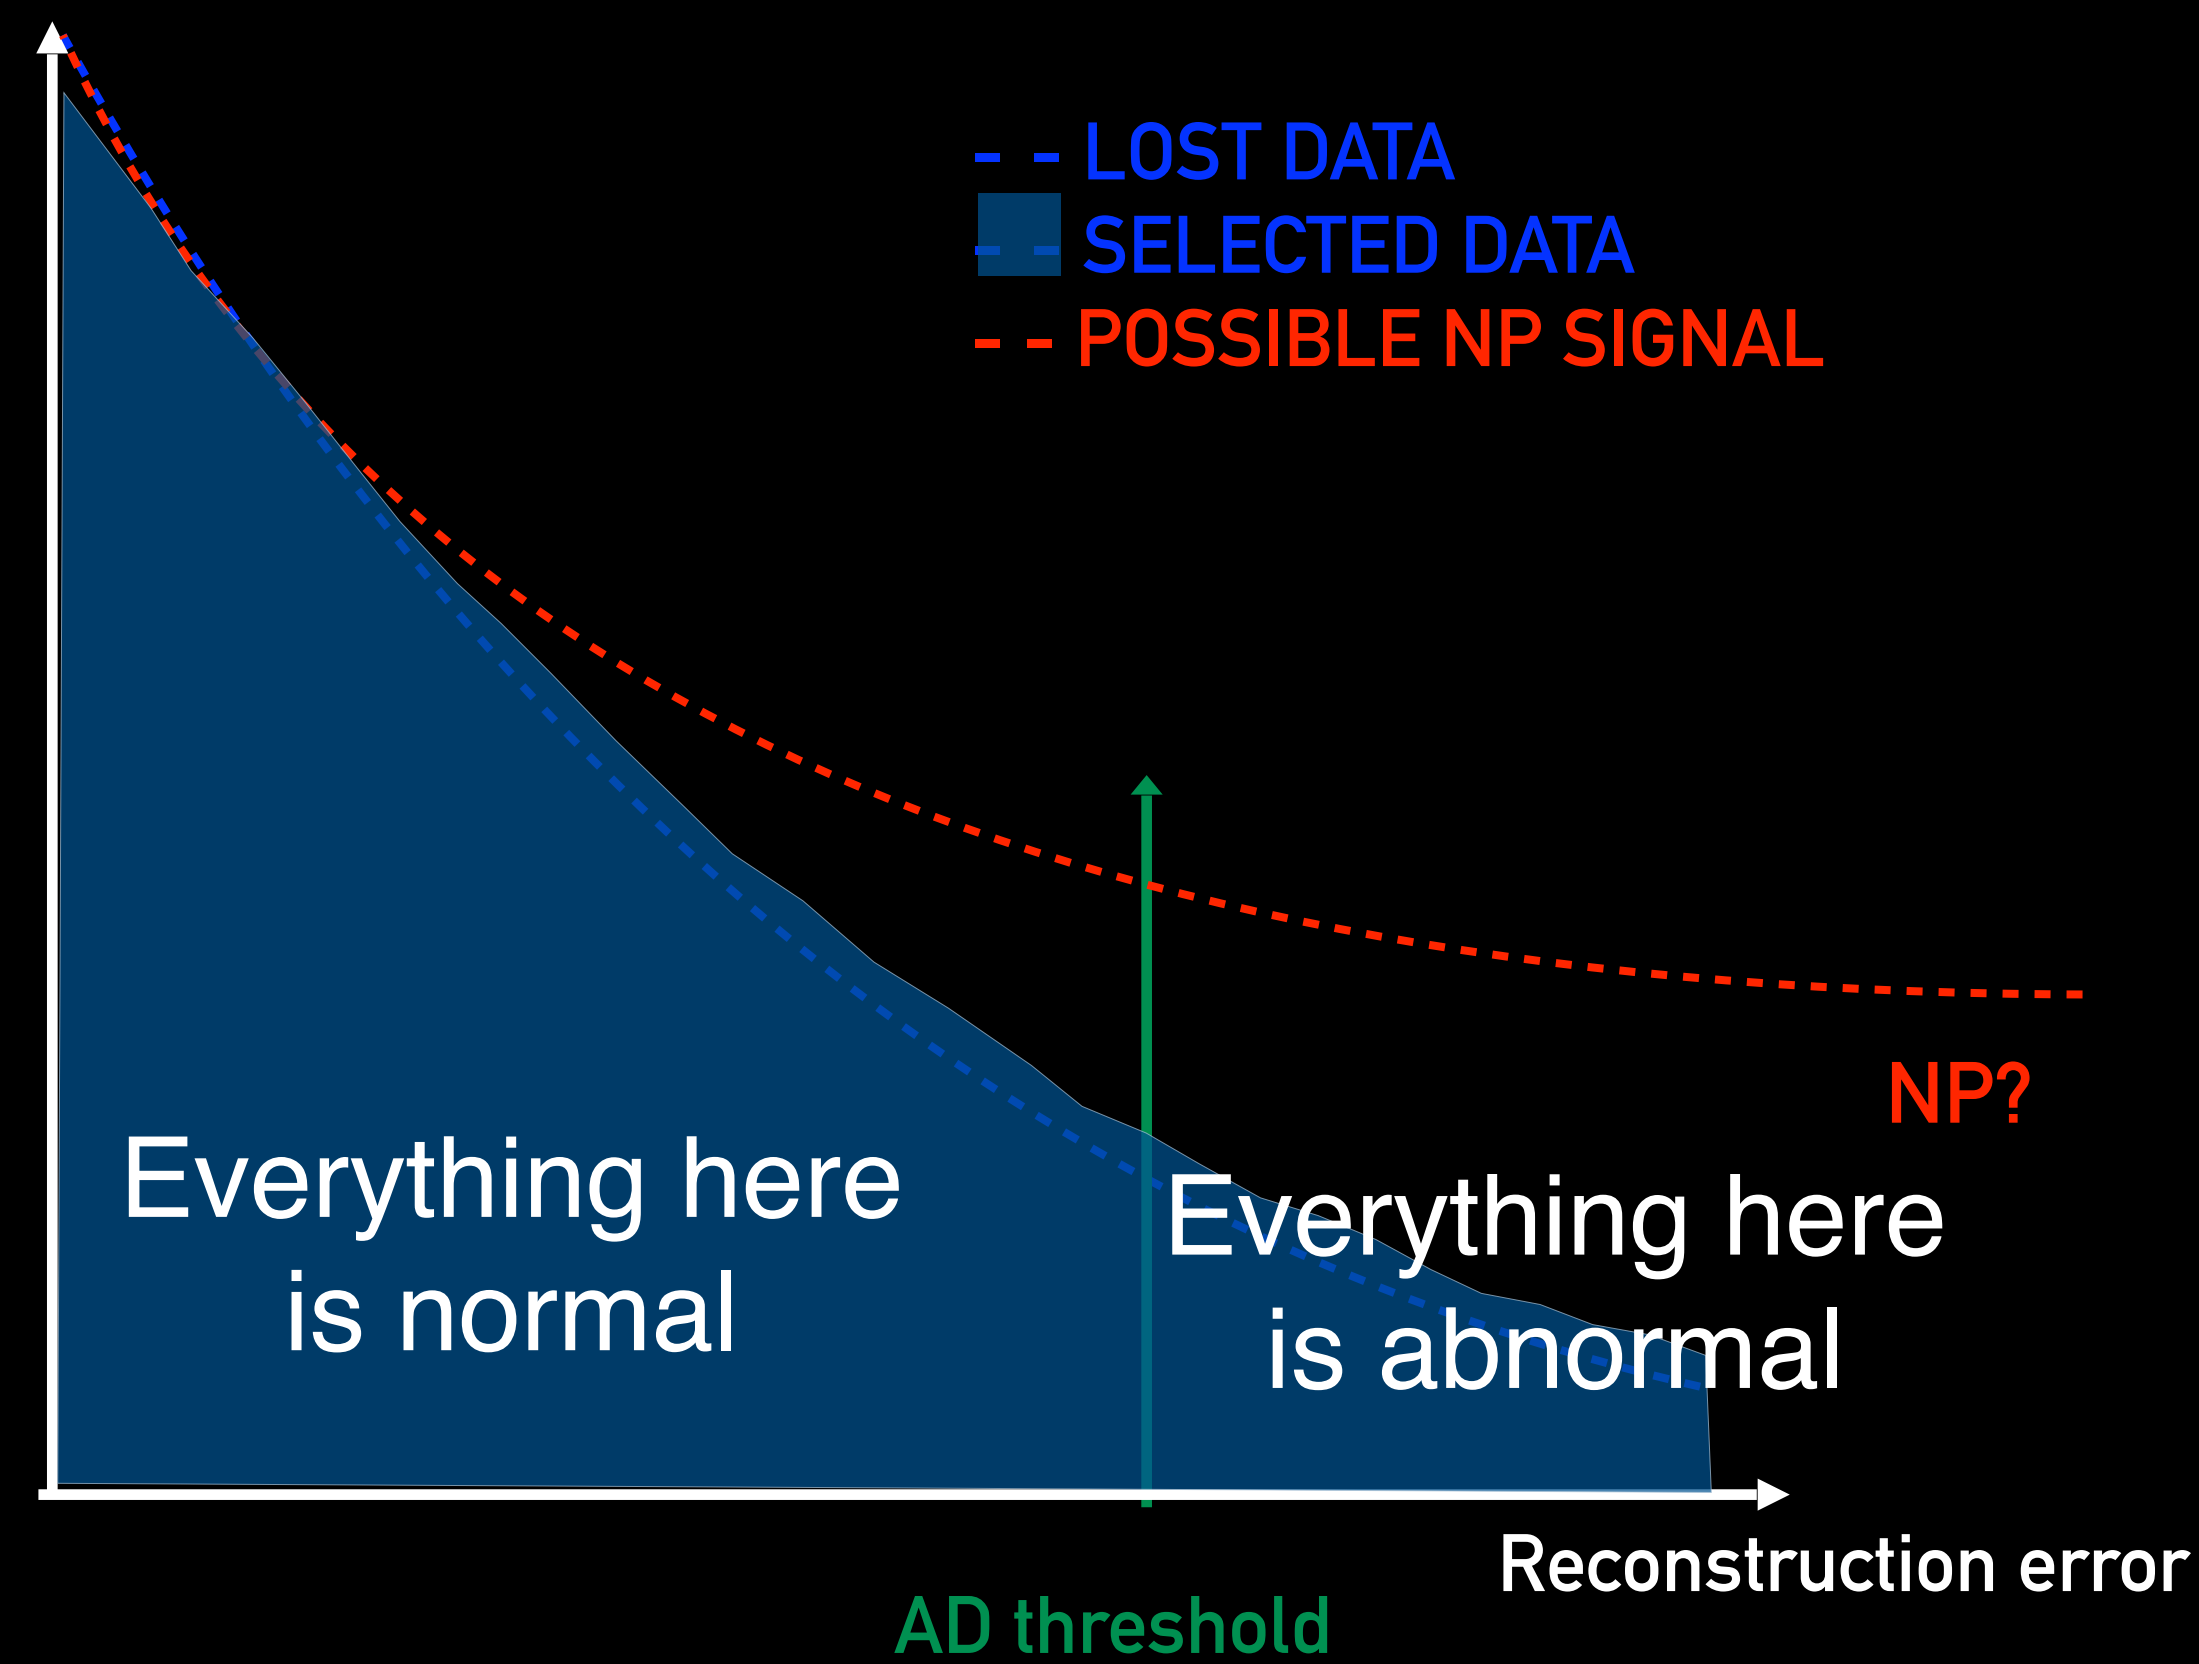 LOST DATA
SELECTED DATA
POSSIBLE NP SIGNAL
NP?
Everything here
is normal
Everything here
is abnormal
Reconstruction error
AD threshold